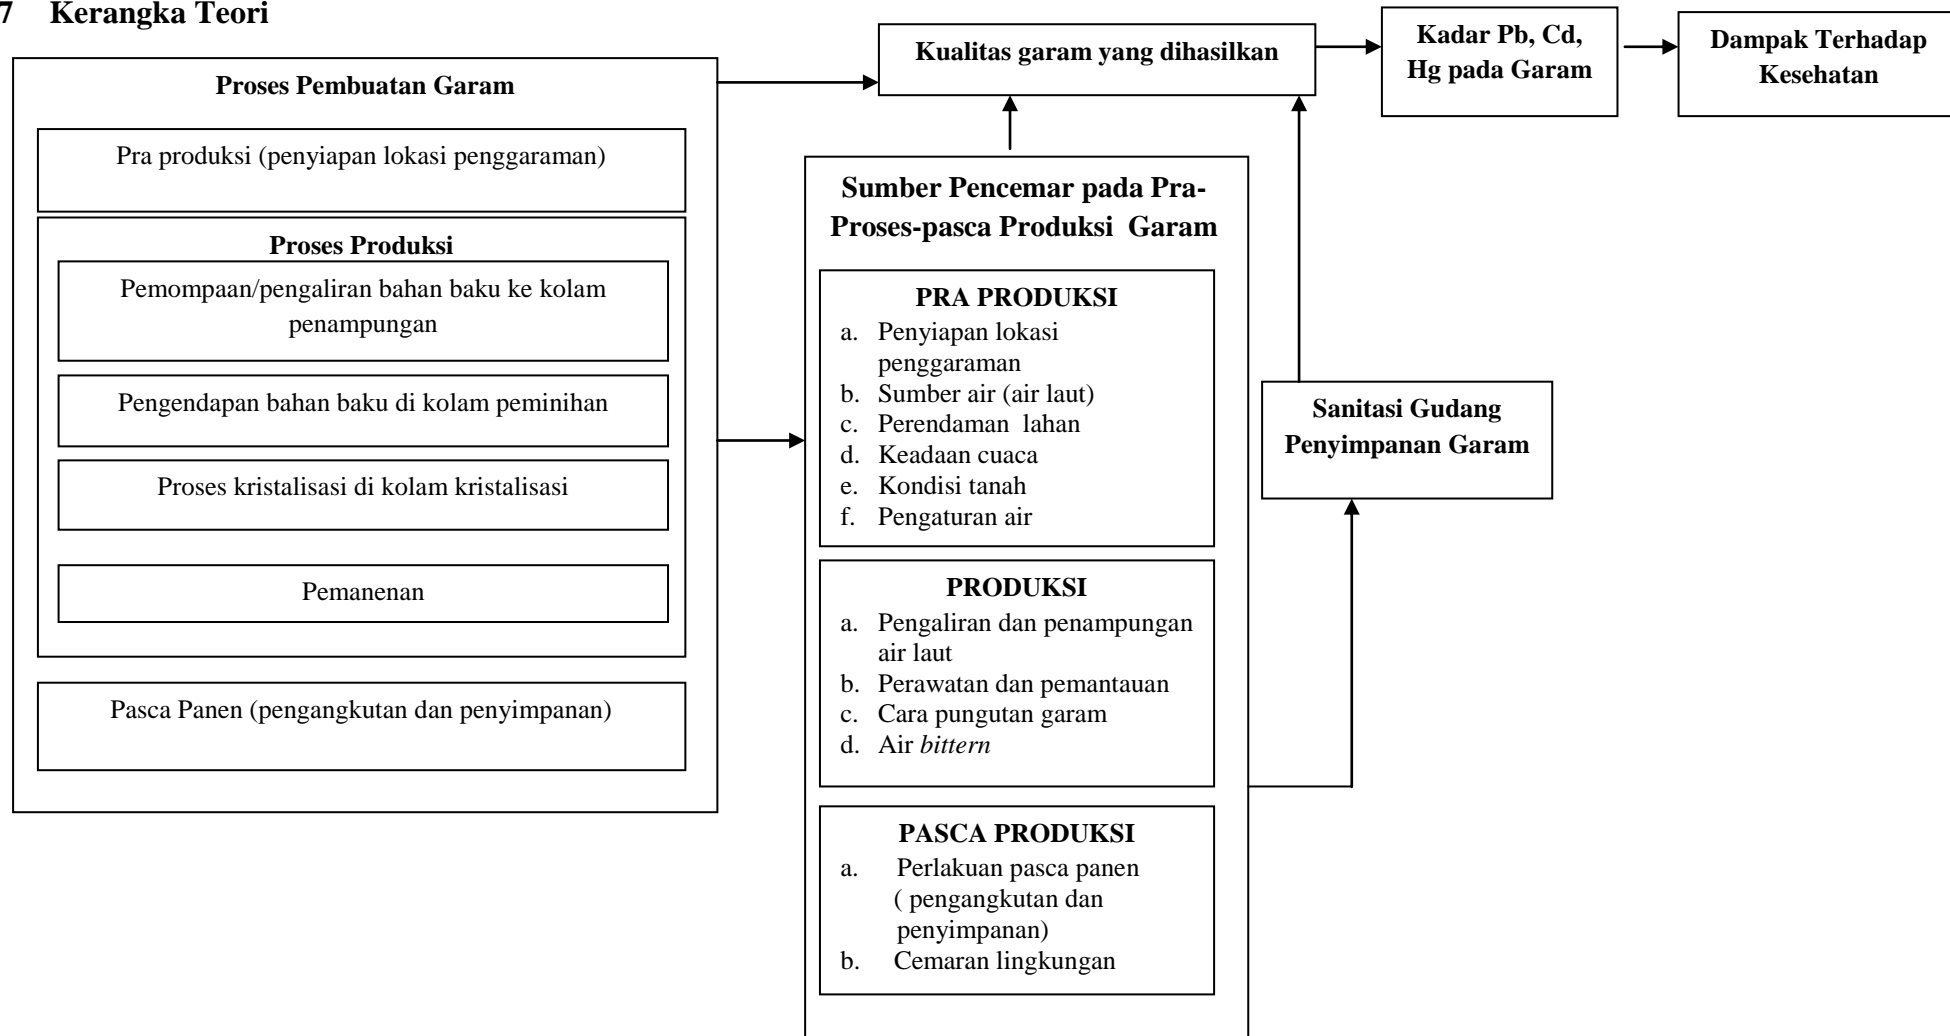 7 Kerangka Teori
Proses Pembuatan Garam
Pra produksi (penyiapan lokasi penggaraman)
Proses Produksi
Pemompaan/pengaliran bahan baku ke kolam
penampungan
Pengendapan bahan baku di kolam peminihan
Proses kristalisasi di kolam kristalisasi
Pemanenan
Pasca Panen (pengangkutan dan penyimpanan)
Kualitas garam yang dihasilkan
Kadar Pb, Cd,
Hg pada Garam
Dampak Terhadap
Kesehatan
Sumber Pencemar pada Pra-
Proses-pasca Produksi Garam
PRA PRODUKSI
a. Penyiapan lokasi
penggaraman
b. Sumber air (air laut)
c. Perendaman lahan
d. Keadaan cuaca
e. Kondisi tanah
f. Pengaturan air
PRODUKSI
a. Pengaliran dan penampungan
air laut
b. Perawatan dan pemantauan
c. Cara pungutan garam
d. Air bittern
PASCA PRODUKSI
a. Perlakuan pasca panen
( pengangkutan dan
penyimpanan)
b. Cemaran lingkungan
Sanitasi Gudang
Penyimpanan Garam